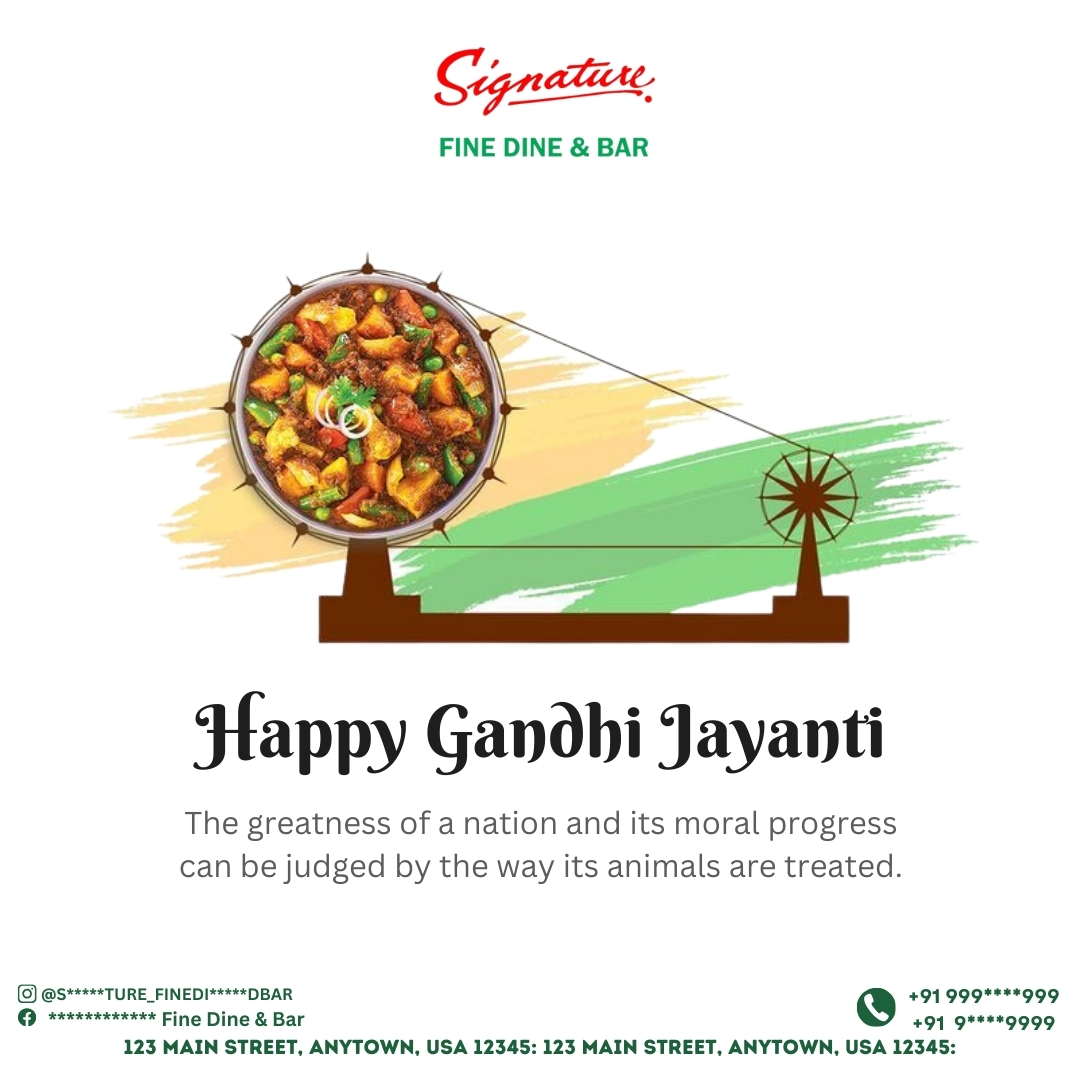 Signature.
FINE DINE & BAR
Happy Gandhi Jayanti
The greatness of a nation and its moral progress
can be judged by the way its animals are treated.
@S*****TURE_FINEDI*****DBAR
************ Fine Dine & Bar
+91 999****999
+91 9****9999
123 MAIN STREET, ANYTOWN, USA 12345: 123 MAIN STREET, ANYTOWN, USA 12345: